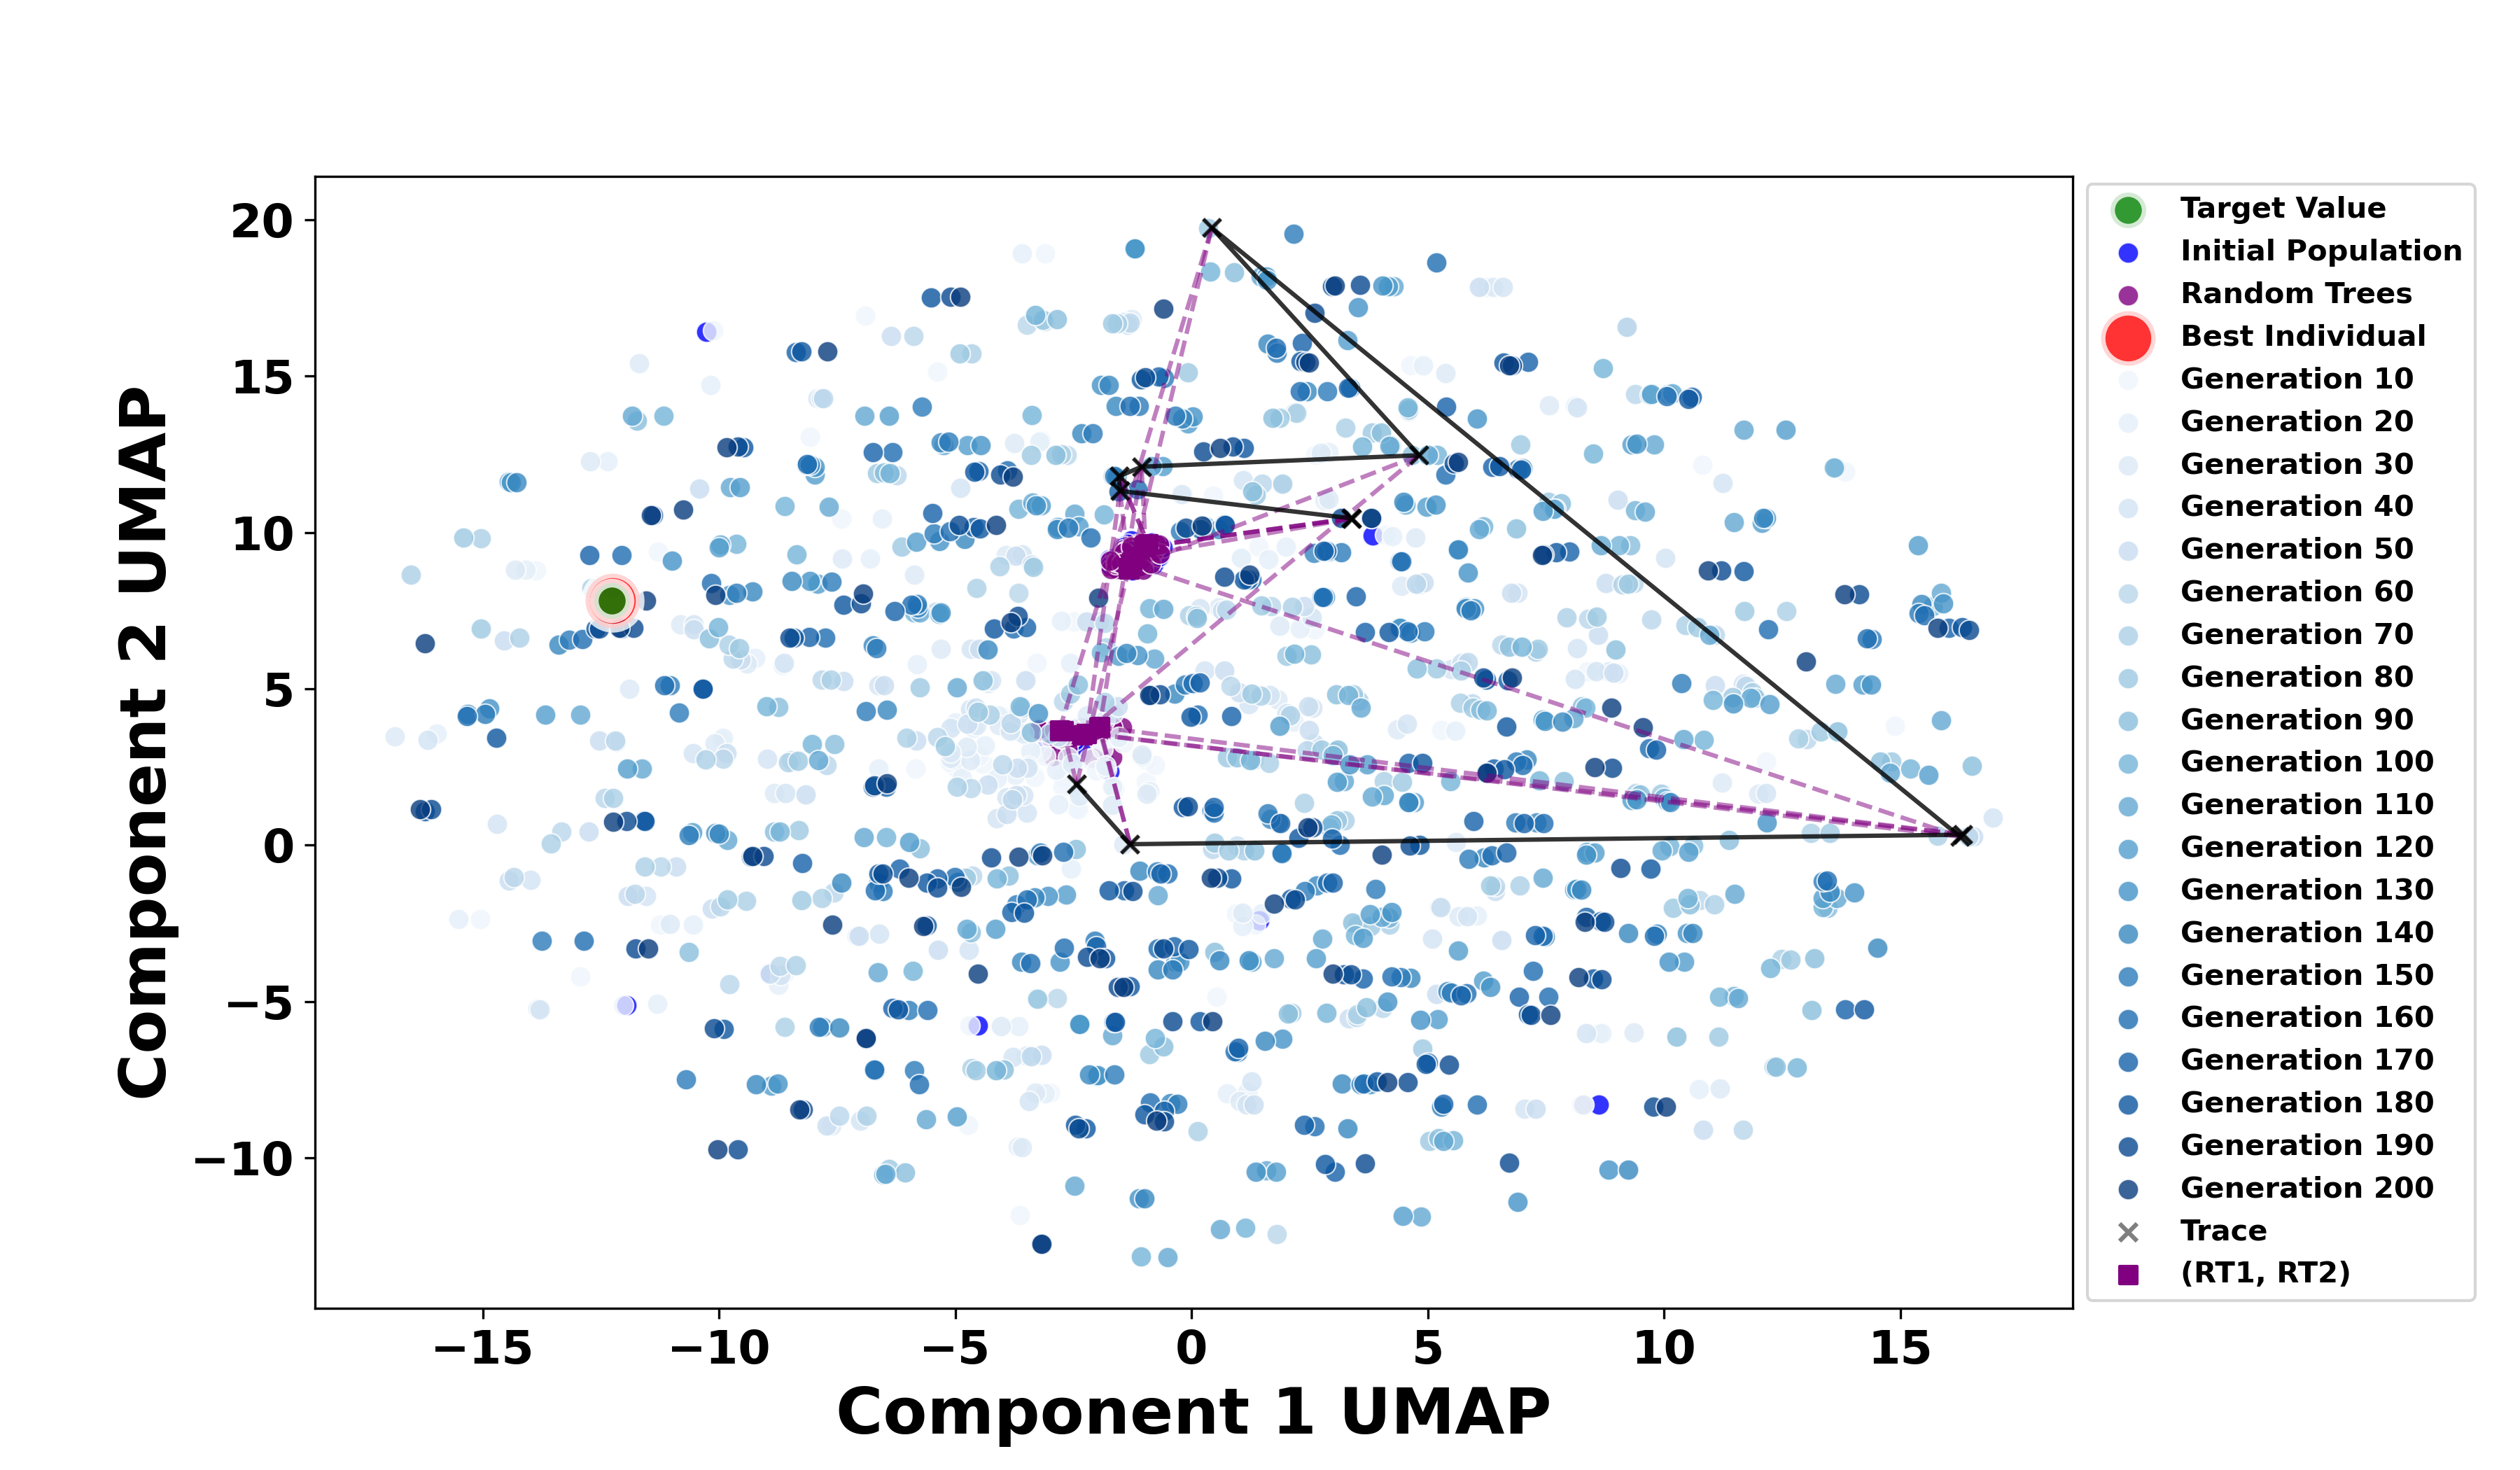 20
15
10
5
0
−5
−10
−15
−10
−5
0
5
10
15
Component 1 UMAP
Component 2 UMAP
Target Value
Initial Population
Random Trees
Best Individual
Generation 10
Generation 20
Generation 30
Generation 40
Generation 50
Generation 60
Generation 70
Generation 80
Generation 90
Generation 100
Generation 110
Generation 120
Generation 130
Generation 140
Generation 150
Generation 160
Generation 170
Generation 180
Generation 190
Generation 200
Trace
(RT1, RT2)